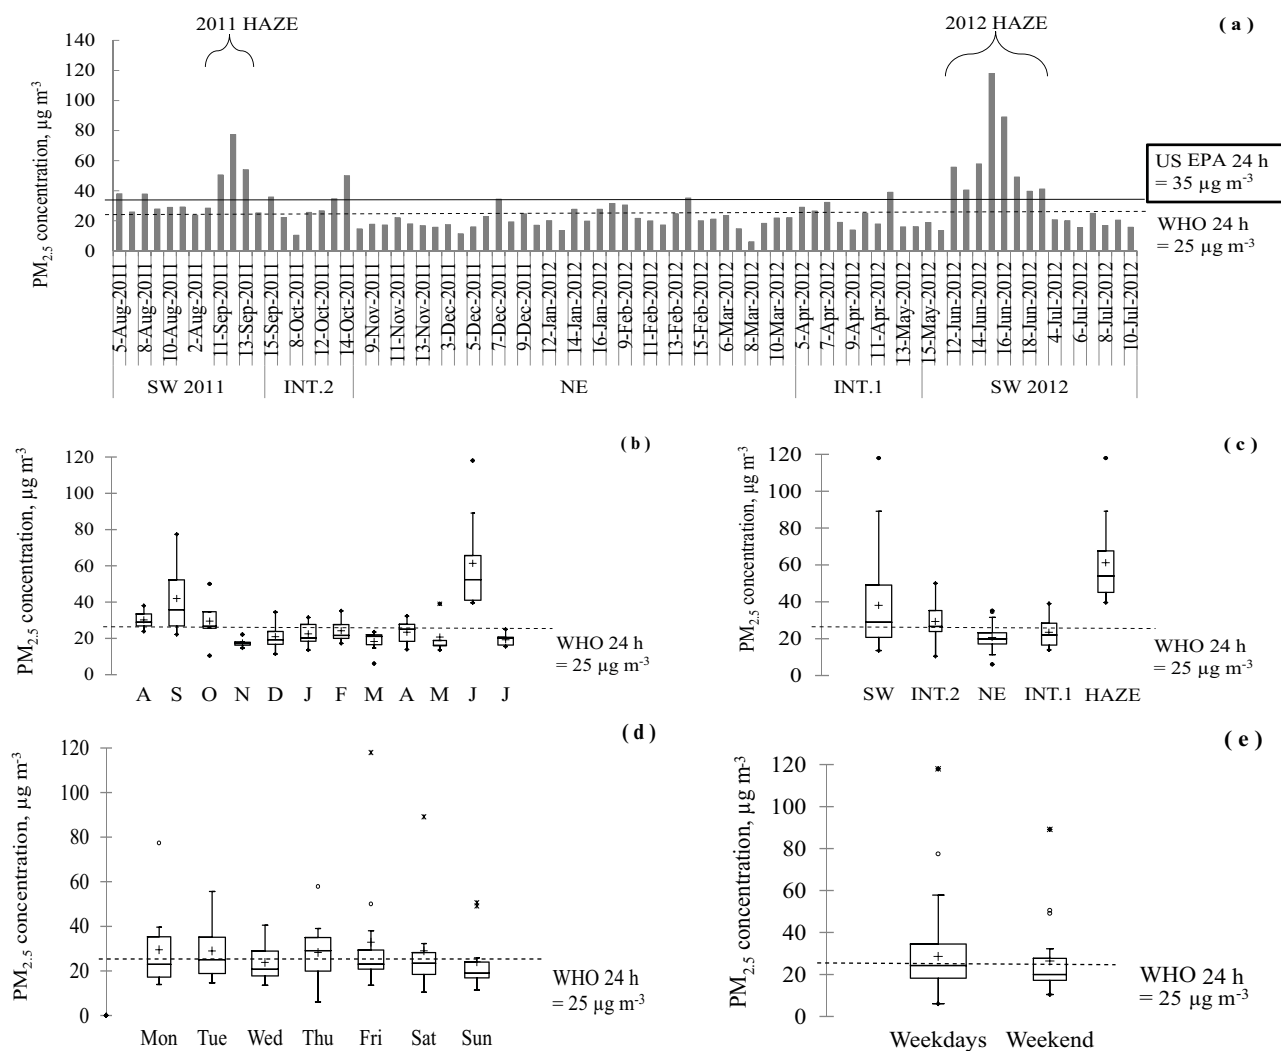 2011 HAZE
2012 HAZE
( a )
PM2.5 concentration, µg m-3
140
120
100
80
60
40
20
0
US EPA 24 h
= 35 µg m-3
WHO 24 h
= 25 µg m-3
5-Aug-2011
8-Aug-2011
10-Aug-2011
2-Aug-2011
11-Sep-2011
13-Sep-2011
15-Sep-2011
8-Oct-2011
12-Oct-2011
14-Oct-2011
9-Nov-2011
11-Nov-2011
13-Nov-2011
3-Dec-2011
5-Dec-2011
7-Dec-2011
9-Dec-2011
12-Jan-2012
14-Jan-2012
16-Jan-2012
9-Feb-2012
11-Feb-2012
13-Feb-2012
15-Feb-2012
6-Mar-2012
8-Mar-2012
10-Mar-2012
5-Apr-2012
7-Apr-2012
9-Apr-2012
11-Apr-2012
13-May-2012
15-May-2012
12-Jun-2012
14-Jun-2012
16-Jun-2012
18-Jun-2012
4-Jul-2012
6-Jul-2012
8-Jul-2012
10-Jul-2012
SW 2011
INT.2
NE
INT.1
SW 2012
( b )
PM2.5 concentration, µg m-3
120
100
80
60
40
20
0
A S O N D J F M A M J J
WHO 24 h
= 25 µg m-3
( c )
PM2.5 concentration, µg m-3
120
100
80
60
40
20
0
SW INT.2 NE INT.1 HAZE
WHO 24 h
= 25 µg m-3
( d )
PM2.5 concentration, µg m-3
120
100
80
60
40
20
0
Mon Tue Wed Thu Fri Sat Sun
WHO 24 h
= 25 µg m-3
( e )
PM2.5 concentration, µg m-3
120
100
80
60
40
20
0
Weekdays Weekend
WHO 24 h
= 25 µg m-3